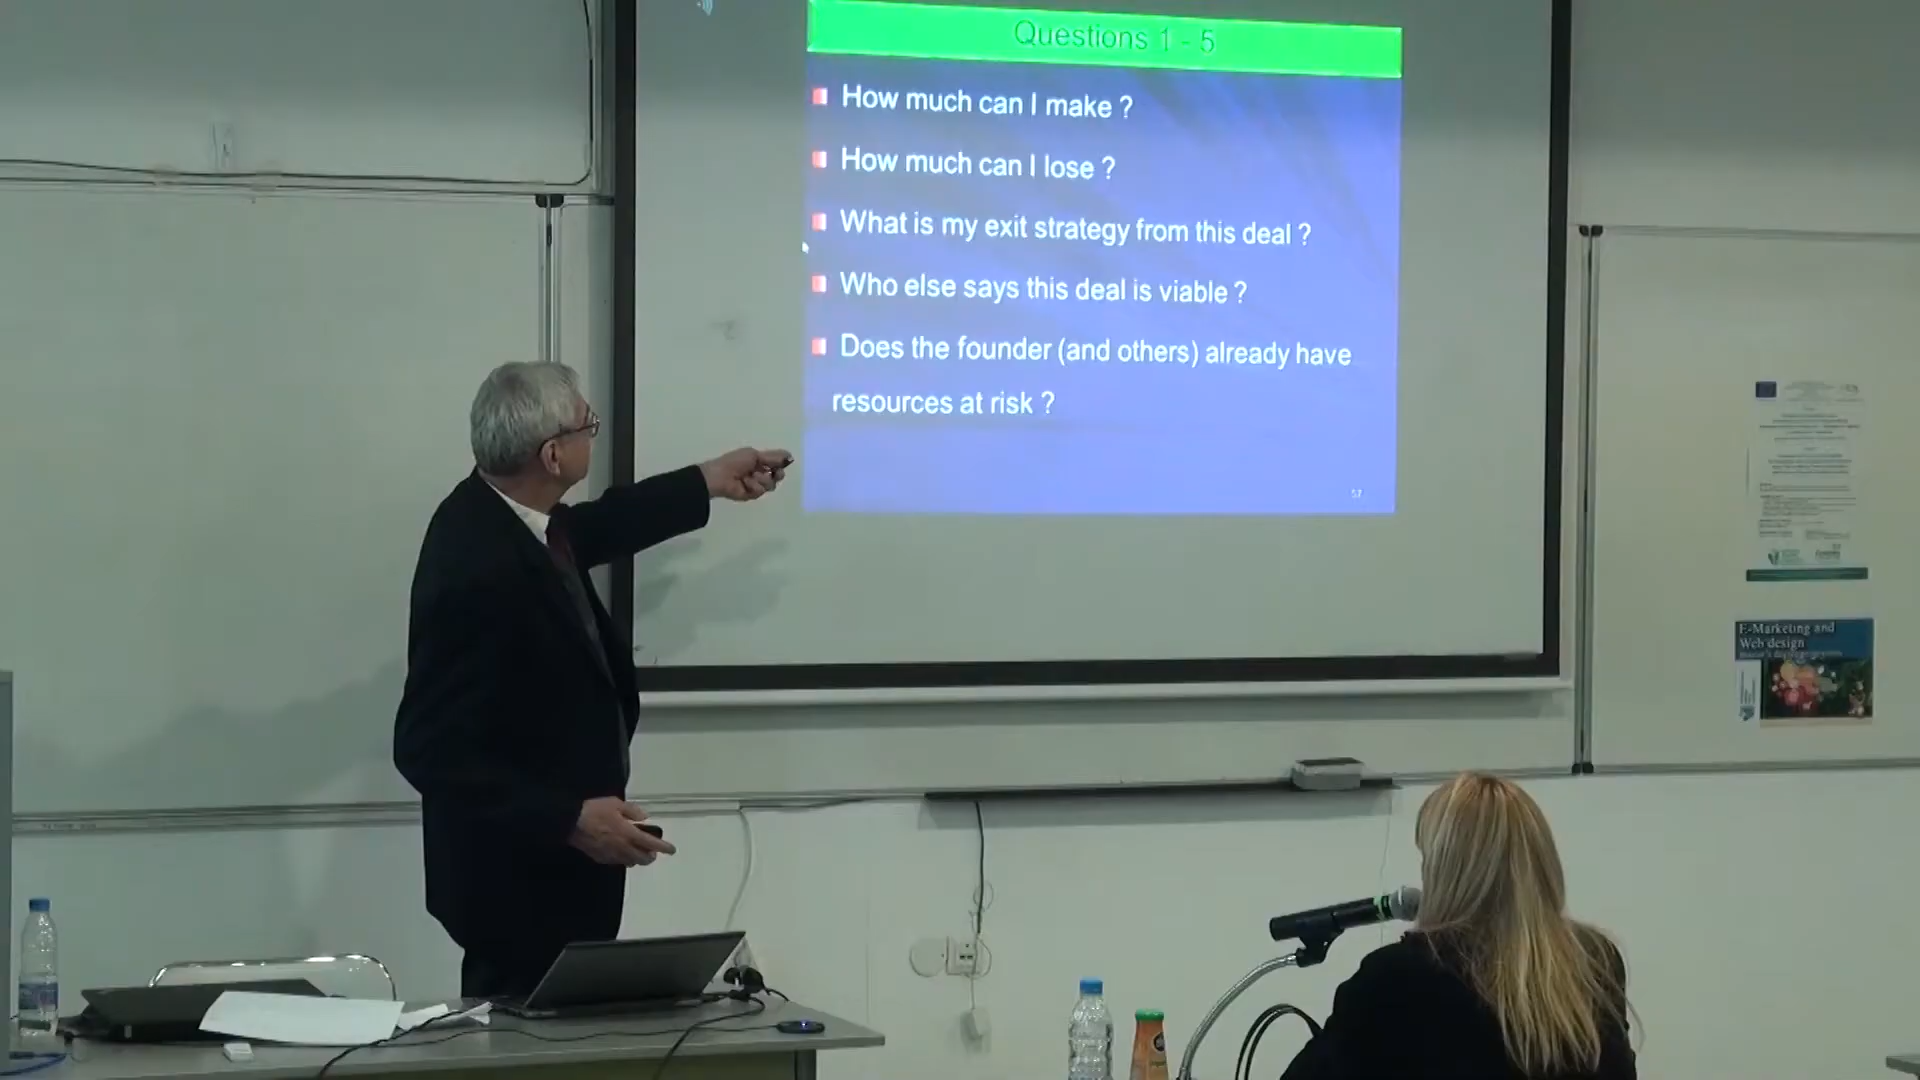 Questions 1 - 5
How much can I make ?
How much can I lose ?
What is my exit strategy from this deal ?
Who else says this deal is viable ?
Does the founder (and others) already have
resources at risk ?
57
E-Marketing and
Web design